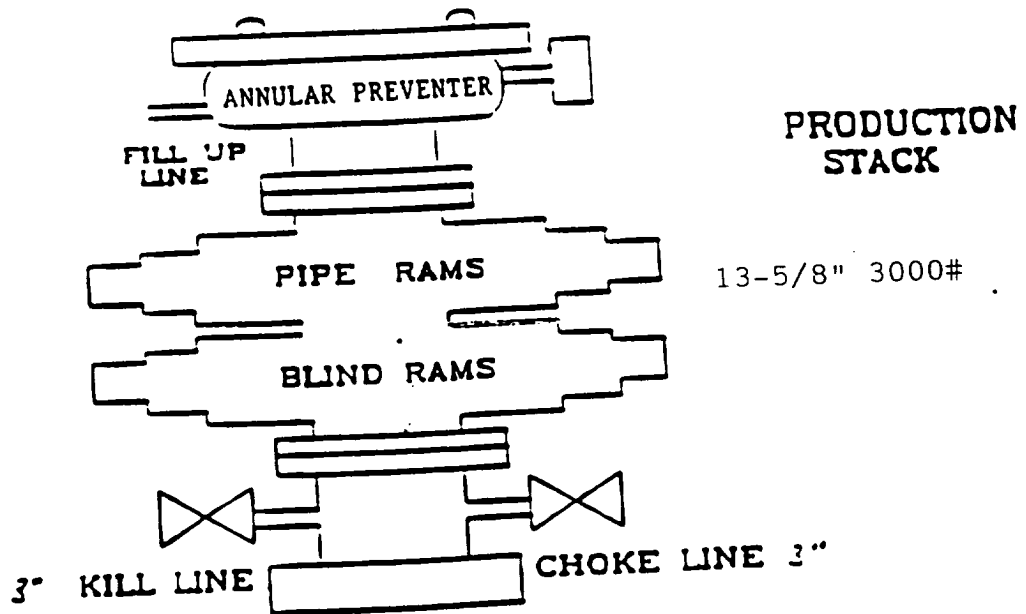 ANNULAR PREVENTER
FILL UP
LINE
PRODUCTION
STACK
PIPE RAMS
13-5/8" 3000#
BLIND RAMS
3" KILL LINE
CHOKE LINE 3"